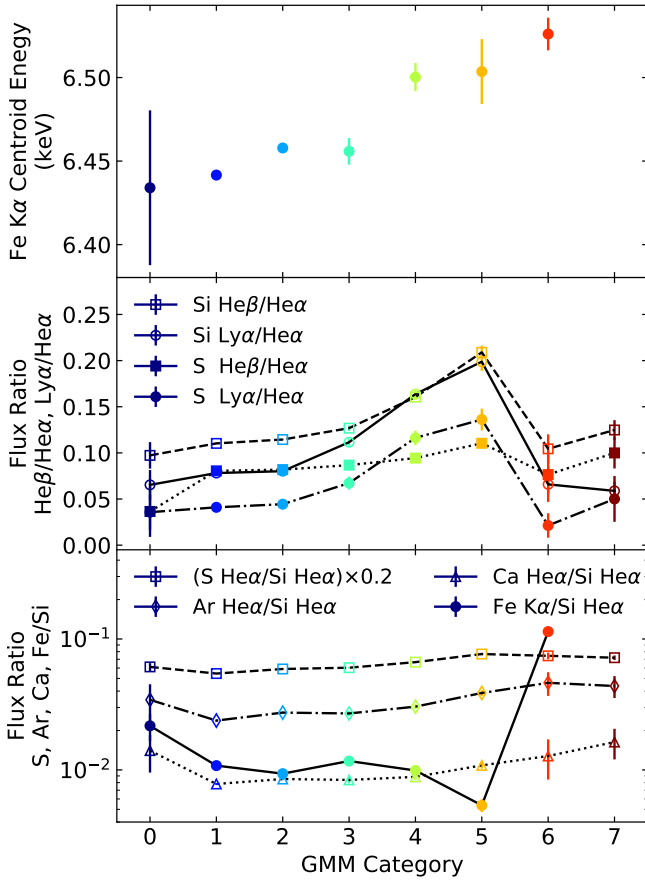 Fe Kα Centroid Enegy
(keV)
6.50
6.45
6.40
Flux Ratio
Heβ/Heα, Lyα/Heα
0.25
0.20
0.15
0.10
0.05
0.00
Si Heβ/Heα
Si Lyα/Heα
S Heβ/Heα
S Lyα/Heα
Flux Ratio
S, Ar, Ca, Fe/Si
10⁻¹
10⁻²
(S Heα/Si Heα)×0.2
Ar Heα/Si Heα
Ca Heα/Si Heα
Fe Kα/Si Heα
0 1 2 3 4 5 6 7
GMM Category